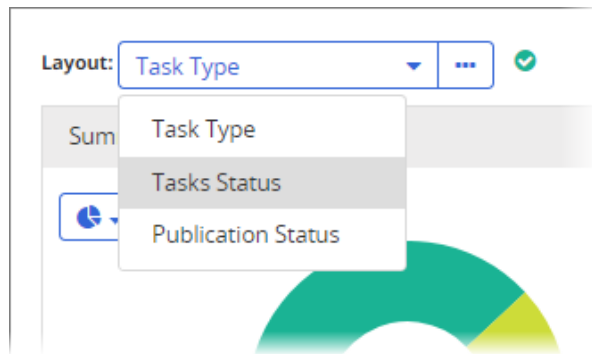 Layout: Task Type
Task Type
Sum
Tasks Status
Publication Status